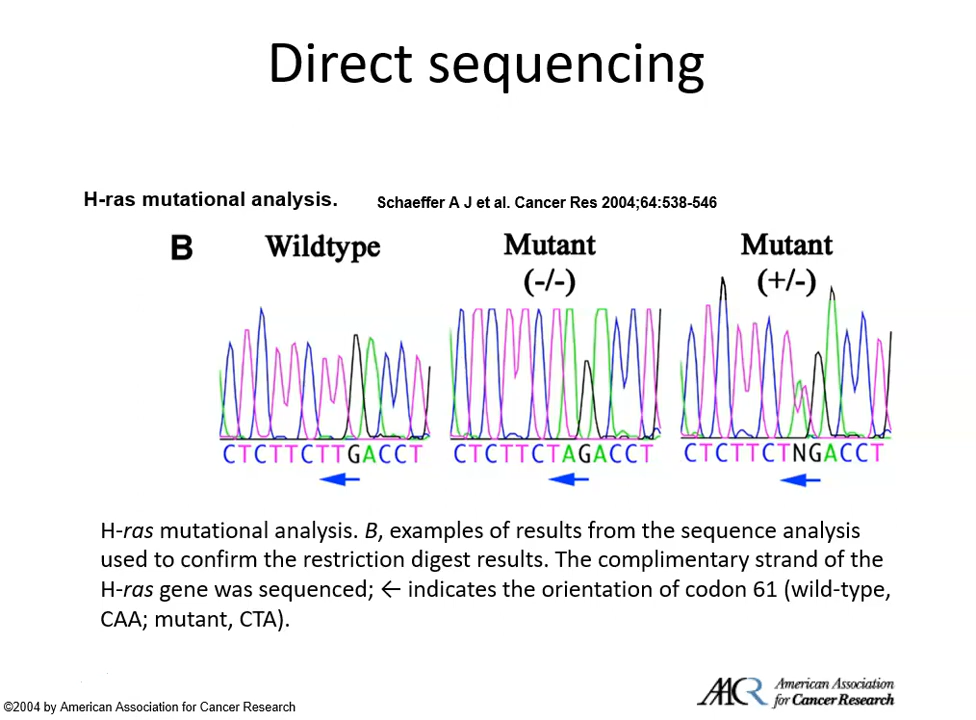 Direct sequencing
H-ras mutational analysis. Schaeffer A J et al. Cancer Res 2004;64:538-546
B Wildtype Mutant Mutant
(-/-) (+/-)
CTCTTCTTGACCT CTCTTCTAGACCT CTCTTCTNGACCT
H-ras mutational analysis. B, examples of results from the sequence analysis
used to confirm the restriction digest results. The complimentary strand of the
H-ras gene was sequenced; ← indicates the orientation of codon 61 (wild-type,
CAA; mutant, CTA).
AACR American Association
for Cancer Research
©2004 by American Association for Cancer Research